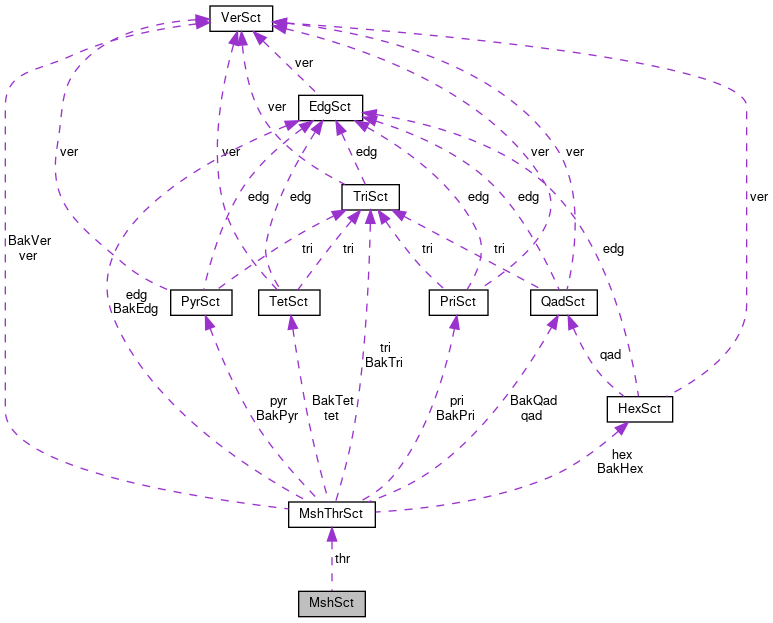 VerSct
ver
EdgSct
ver
ver
ver
edg
ver
ver
TriSct
edg
edg
edg
edg
ver
BakVer
ver
tri
tri
tri
tri
edg
edg
BakEdg
PyrSct
TetSct
PriSct
QadSct
tri
BakTri
qad
pyr
BakPyr
BakTet
tet
pri
BakPri
BakQad
qad
HexSct
hex
BakHex
MshThrSct
thr
MshSct